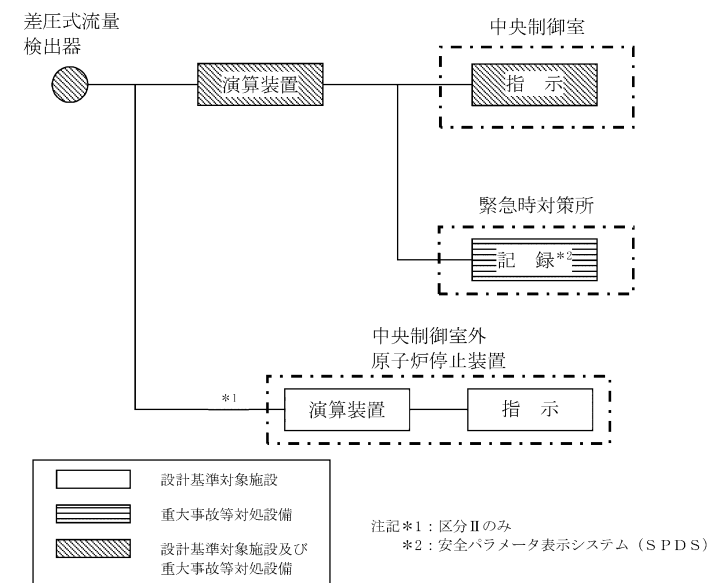 差圧式流量
検出器
中央制御室
演算装置
指　示
緊急時対策所
記　録*2
中央制御室外
原子炉停止装置
*1
演算装置
指　示
設計基準対象施設
重大事故等対処設備
設計基準対象施設及び
重大事故等対処設備
注記*1：区分Ⅱのみ
*2：安全パラメータ表示システム（ＳＰＤＳ）